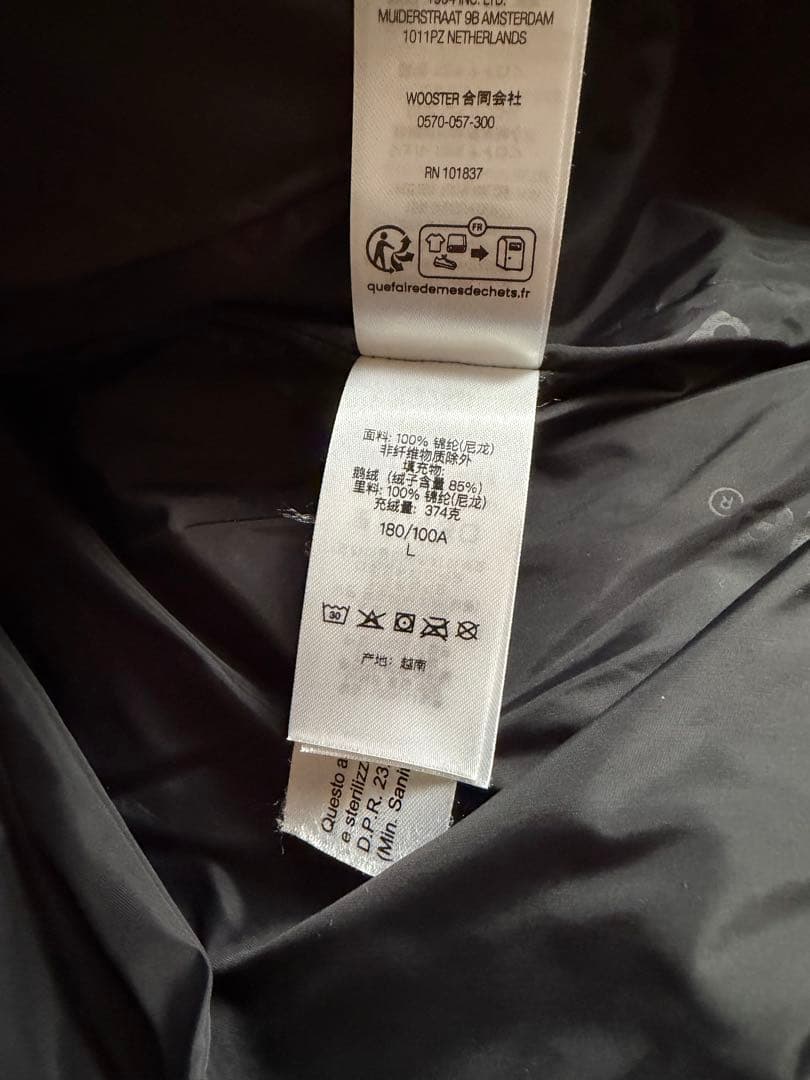 MUIDERSTRAAT 9B AMSTERDAM
1011PZ NETHERLANDS
WOOSTER 合同会社
0570-057-300
RN 101837
FR
quefairedemesdechets.fr
面料: 100% 锦纶(尼龙)
非纤维物质除外
填充物:
鹅绒 (绒子含量 85%)
里料: 100% 锦纶(尼龙)
充绒量: 374克
180/100A
L
30
产地: 越南
Questo a
e steriliz
D.P.R. 23
(Min. Sani
®